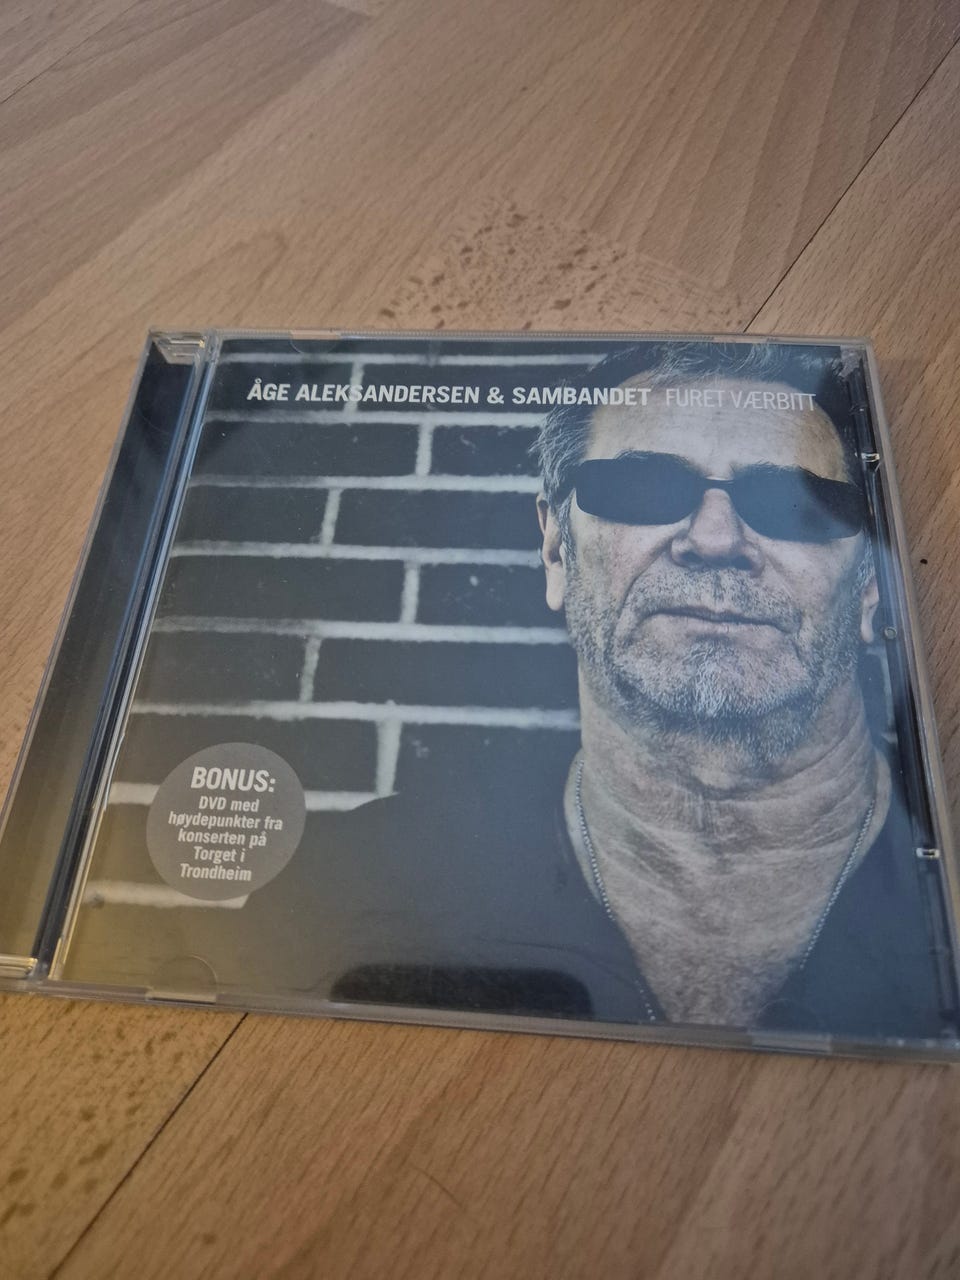 ÅGE ALEKSANDERSEN & SAMBANDET FURET VÆRBITT
BONUS:
DVD med
høydepunkter fra
konserten på
Torget i
Trondheim